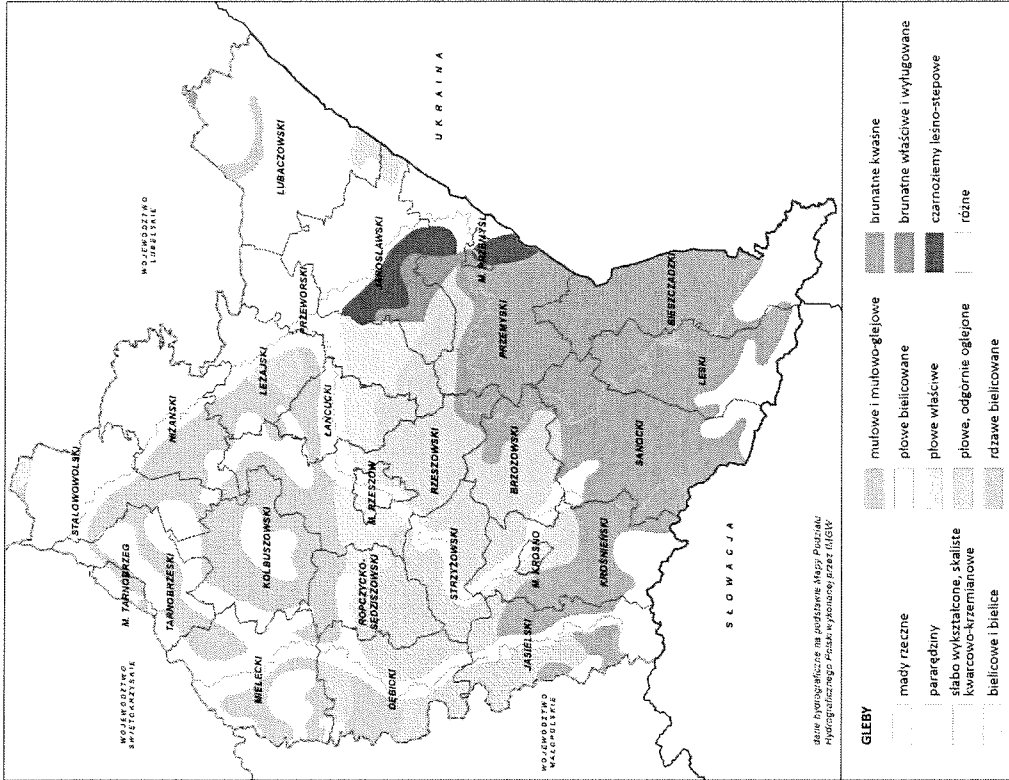 WOJEWÓDZTWO
ŚWIĘTOKRZYSKIE
WOJEWÓDZTWO
LUBELSKIE
STALOWOWOLSKI
M. TARNOBRZEG
TARNOBRZESKI
NIŻAŃSKI
MIELECKI
KOLBUSZOWSKI
LEŻAJSKI
LUBACZOWSKI
PRZEWORSKI
ŁAŃCUCKI
JAROSŁAWSKI
UKRAINA
ROPCZYCKO-
SĘDZISZOWSKI
M. RZESZÓW
DĘBICKI
RZESZOWSKI
STRZYŻOWSKI
M. PRZEMYŚL
PRZEMYSKI
BRZOZOWSKI
WOJEWÓDZTWO
MAŁOPOLSKIE
JASIELSKI
M. KROSNO
KROŚNIEŃSKI
SANOCKI
LESKI
BIESZCZADZKI
SŁOWACJA
dane hydrograficzne na podstawie Mapy Podziału
Hydrograficznego Polski wykonanej przez IMGW
GLEBY
mady rzeczne
pararędziny
słabo wykształcone, skaliste
kwarcowo-krzemianowe
bielicowe i bielice
mułowe i mułowo-glejowe
płowe bielicowane
płowe właściwe
płowe, odgórnie oglejone
rdzawe bielicowane
brunatne kwaśne
brunatne właściwe i wyługowane
czarnoziemy leśno-stepowe
różne